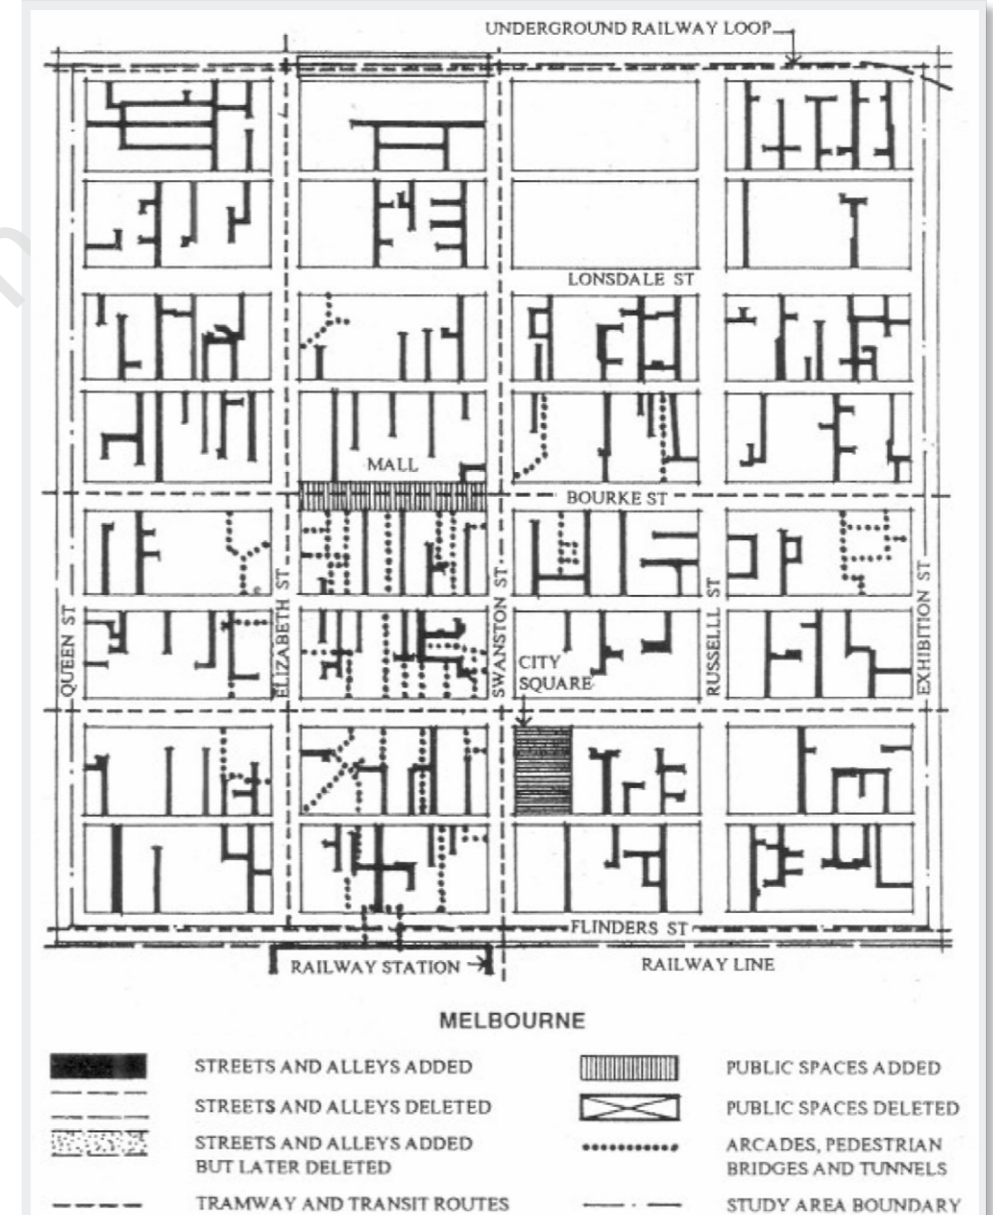 UNDERGROUND RAILWAY LOOP
LONSDALE ST
MALL
BOURKE ST
QUEEN ST
ELIZABETH ST
SWANSTON ST
RUSSELLL ST
EXHIBITION ST
CITY
SQUARE
FLINDERS ST
RAILWAY STATION
RAILWAY LINE
MELBOURNE
STREETS AND ALLEYS ADDED
STREETS AND ALLEYS DELETED
STREETS AND ALLEYS ADDED
BUT LATER DELETED
TRAMWAY AND TRANSIT ROUTES
PUBLIC SPACES ADDED
PUBLIC SPACES DELETED
ARCADES, PEDESTRIAN
BRIDGES AND TUNNELS
STUDY AREA BOUNDARY